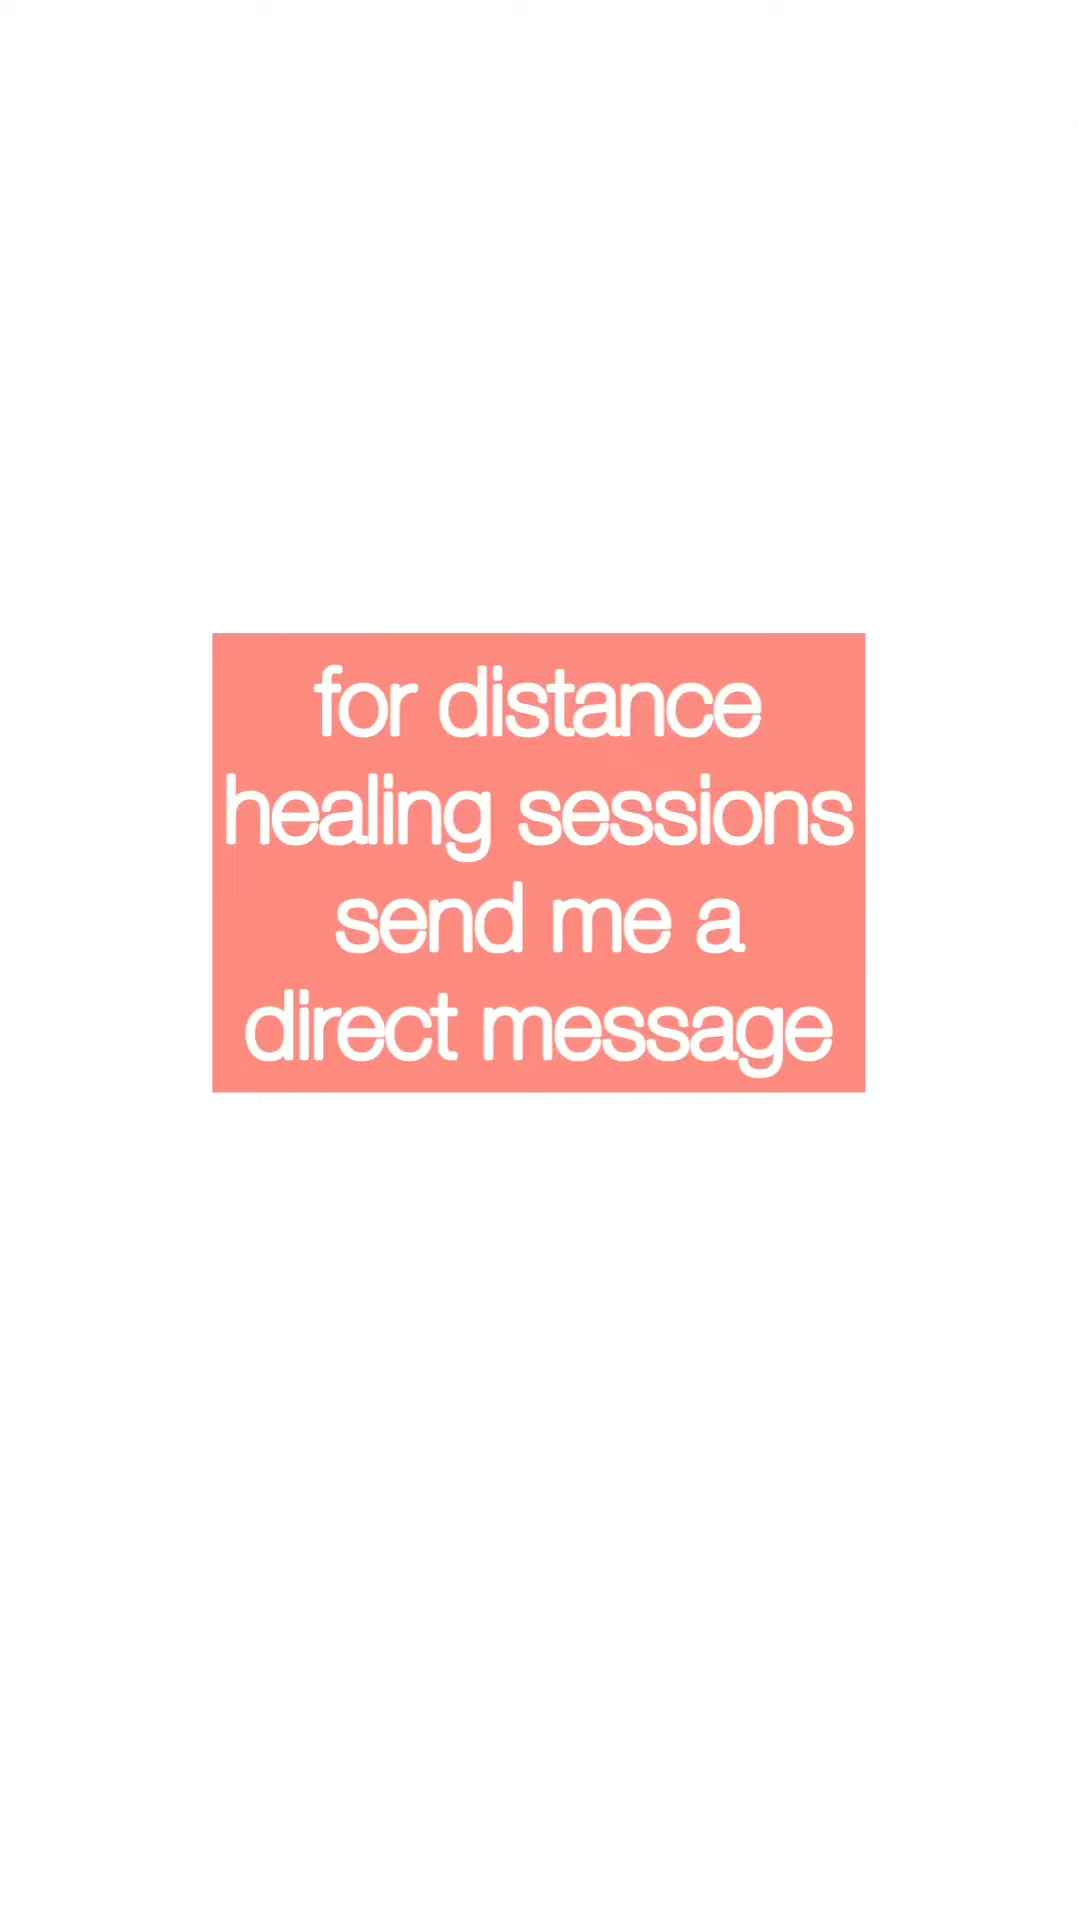 for distance
healing sessions
send me a
direct message